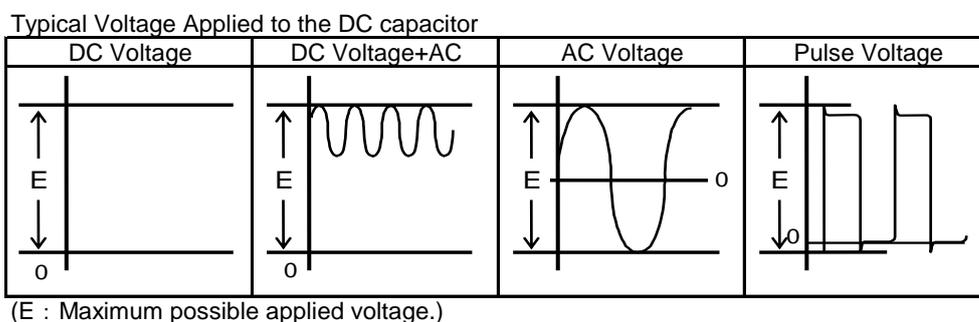 Typical Voltage Applied to the DC capacitor
DC Voltage DC Voltage+AC AC Voltage Pulse Voltage
E E E E
0 0 0 0
(E：Maximum possible applied voltage.)